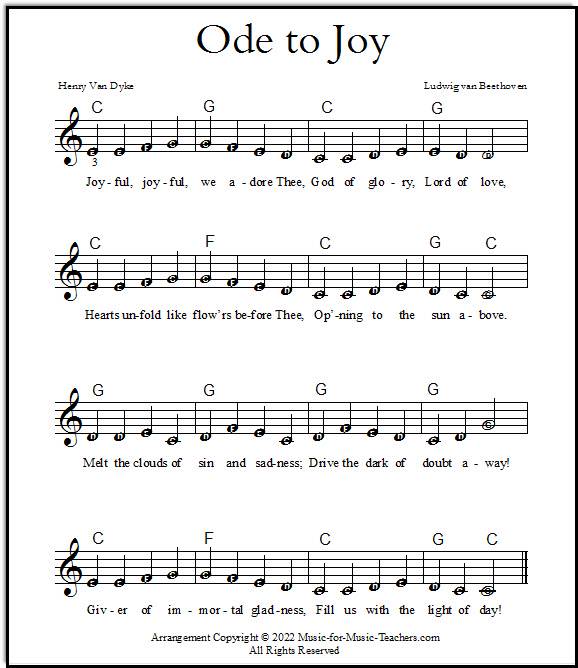 Ode to Joy
Henry Van Dyke Ludwig van Beethoven
C G C G
3
Joy - ful, joy - ful, we a - dore Thee, God of glo - ry, Lord of love,
C F C G C
Hearts un-fold like flow'rs be-fore Thee, Op'-ning to the sun a - bove.
G G G G
Melt the clouds of sin and sad-ness; Drive the dark of doubt a - way!
C F C G C
Giv - er of im - mor - tal glad-ness, Fill us with the light of day!
Arrangement Copyright © 2022 Music-for-Music-Teachers.com
All Rights Reserved